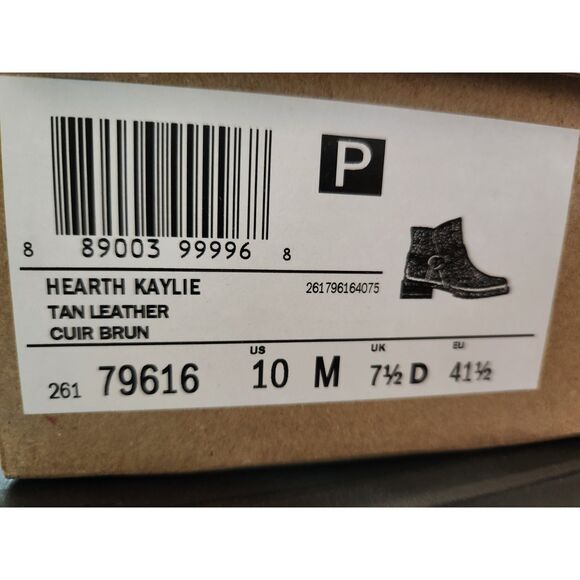 P
8 89003 99996 8
HEARTH KAYLIE 261796164075
TAN LEATHER
CUIR BRUN
US UK EU
261 79616 10 M 7½ D 41½